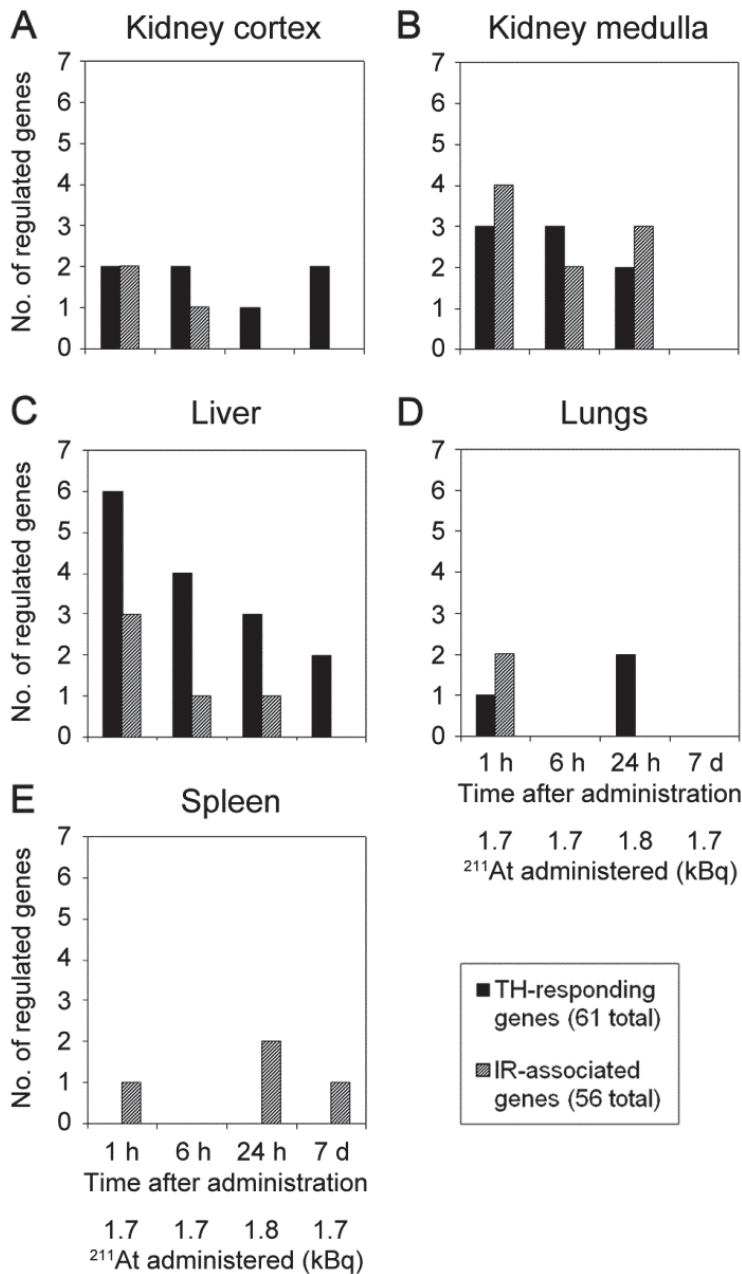 A Kidney cortex
No. of regulated genes
7
6
5
4
3
2
1
0
B Kidney medulla
7
6
5
4
3
2
1
0
C Liver
No. of regulated genes
7
6
5
4
3
2
1
0
D Lungs
7
6
5
4
3
2
1
0
1 h 6 h 24 h 7 d
Time after administration
1.7 1.7 1.8 1.7
²¹¹At administered (kBq)
E Spleen
No. of regulated genes
7
6
5
4
3
2
1
0
1 h 6 h 24 h 7 d
Time after administration
1.7 1.7 1.8 1.7
²¹¹At administered (kBq)
TH-responding
genes (61 total)
IR-associated
genes (56 total)